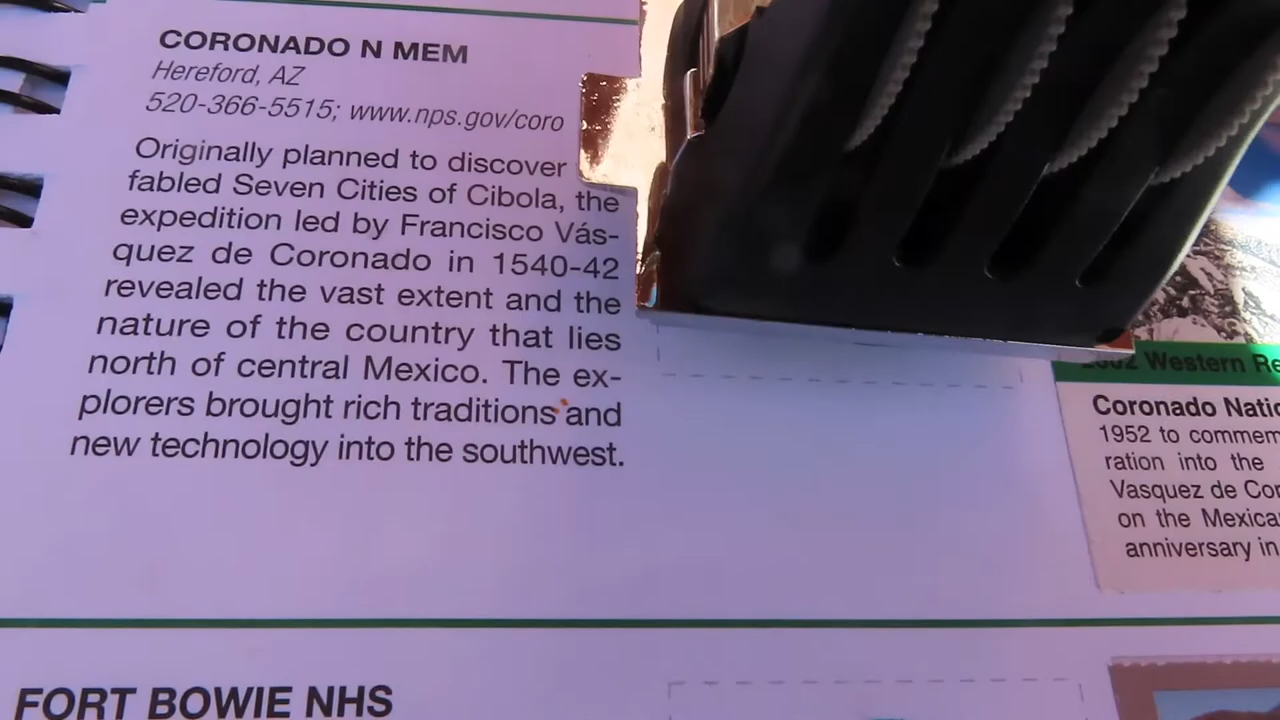 CORONADO N MEM
Hereford, AZ
520-366-5515; www.nps.gov/coro
Originally planned to discover
fabled Seven Cities of Cibola, the
expedition led by Francisco Vás-
quez de Coronado in 1540-42
revealed the vast extent and the
nature of the country that lies
north of central Mexico. The ex-
plorers brought rich traditions and
new technology into the southwest.
2002 Western Re
Coronado Natio
1952 to commem
ration into the
Vasquez de Cor
on the Mexica
anniversary in
FORT BOWIE NHS